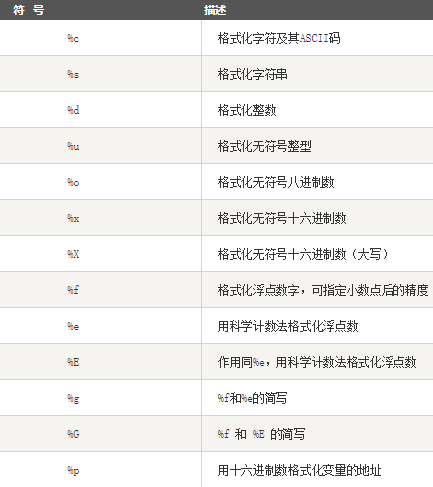 符 号 描述
%c 格式化字符及其ASCII码
%s 格式化字符串
%d 格式化整数
%u 格式化无符号整型
%o 格式化无符号八进制数
%x 格式化无符号十六进制数
%X 格式化无符号十六进制数（大写）
%f 格式化浮点数字，可指定小数点后的精度
%e 用科学计数法格式化浮点数
%E 作用同%e，用科学计数法格式化浮点数
%g %f和%e的简写
%G %f 和 %E 的简写
%p 用十六进制数格式化变量的地址